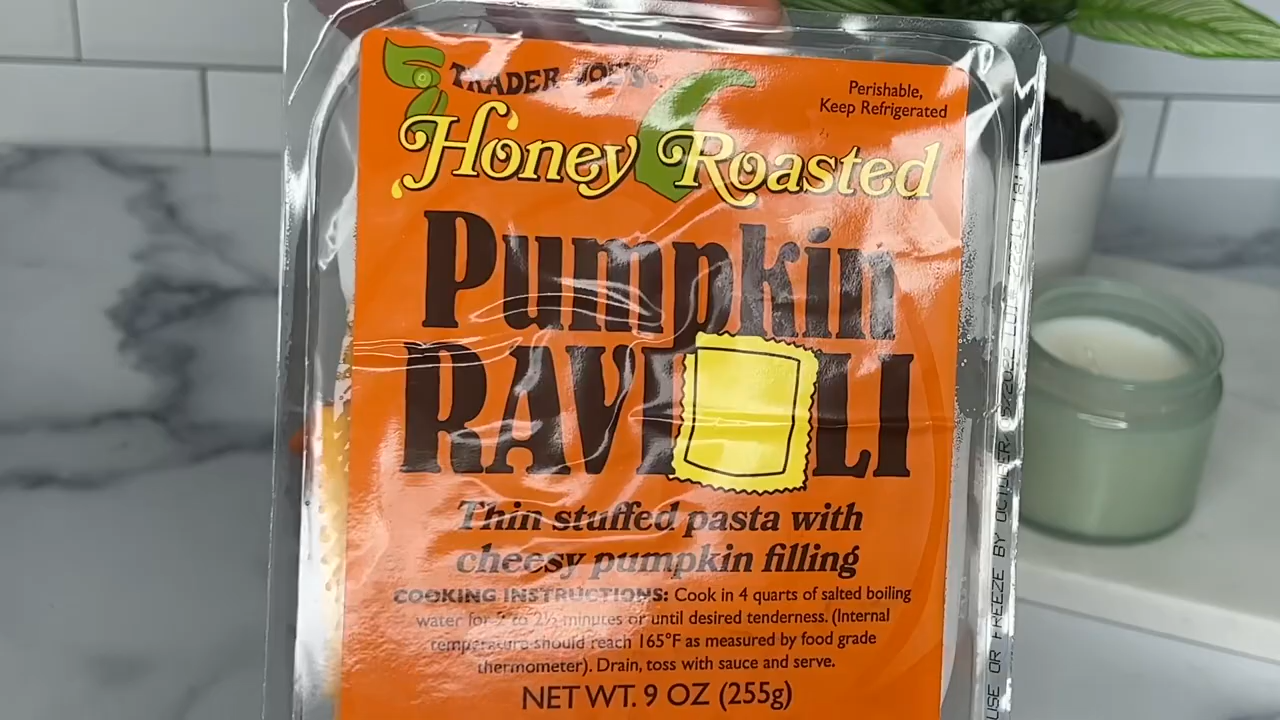 TRADER JOE'S
Perishable,
Keep Refrigerated
Honey Roasted
Pumpkin
RAVIOLI
Thin stuffed pasta with
cheesy pumpkin filling
COOKING INSTRUCTIONS: Cook in 4 quarts of salted boiling
water for 2 to 2½ minutes or until desired tenderness. (Internal
temperature should reach 165°F as measured by food grade
thermometer). Drain, toss with sauce and serve.
NET WT. 9 OZ (255g)
USE OR FREEZE BY OCTOBER